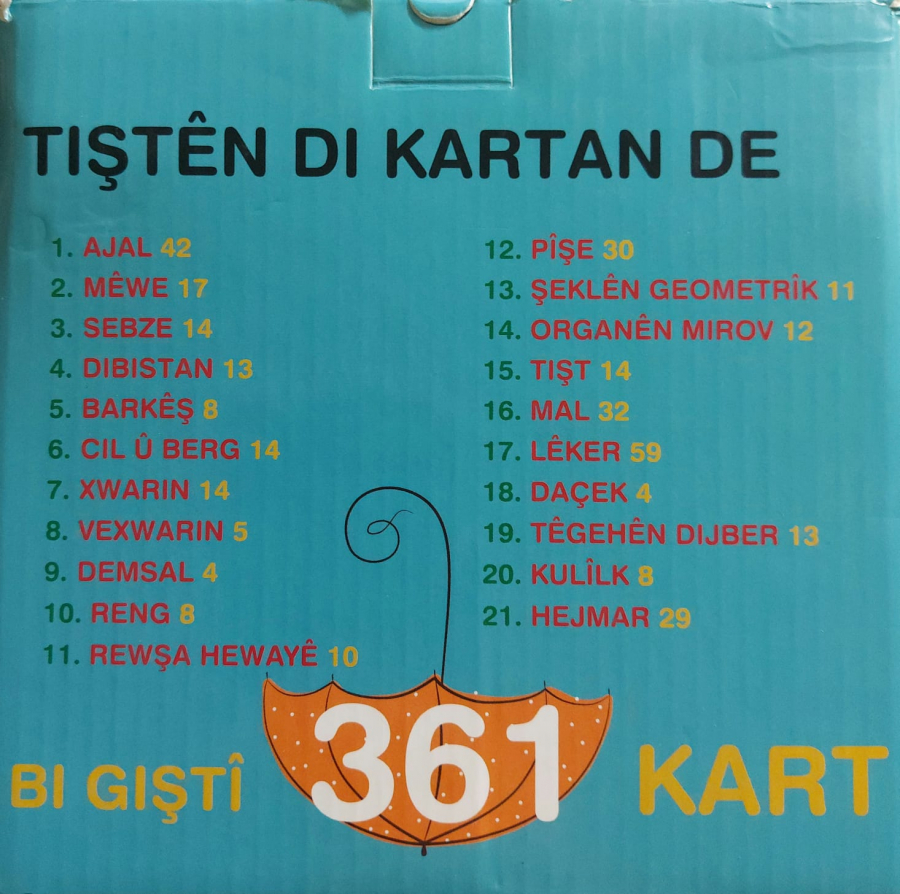 TIŞTÊN DI KARTAN DE
1. AJAL 42
2. MÊWE 17
3. SEBZE 14
4. DIBISTAN 13
5. BARKÊŞ 8
6. CIL Û BERG 14
7. XWARIN 14
8. VEXWARIN 5
9. DEMSAL 4
10. RENG 8
11. REWŞA HEWAYÊ 10
12. PÎŞE 30
13. ŞEKLÊN GEOMETRÎK 11
14. ORGANÊN MIROV 12
15. TIŞT 14
16. MAL 32
17. LÊKER 59
18. DAÇEK 4
19. TÊGEHÊN DIJBER 13
20. KULÎLK 8
21. HEJMAR 29
BI GIŞTÎ 361 KART